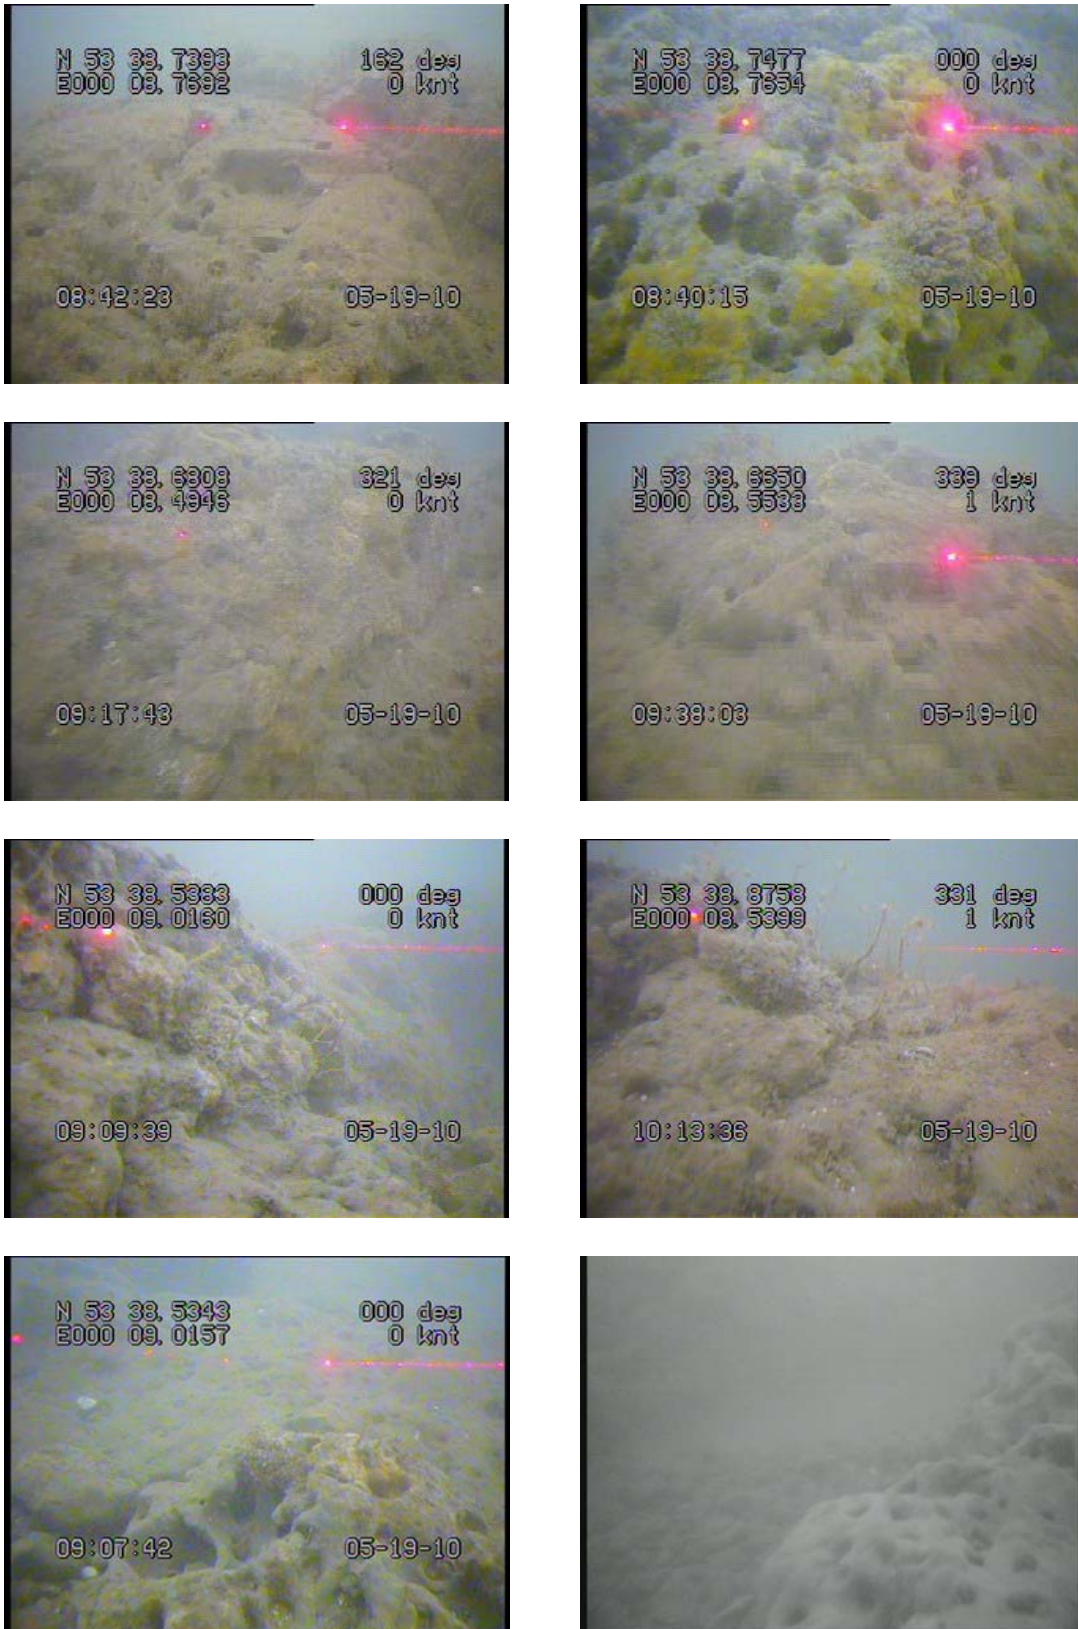 N 53 38.7393 162 deg
E000 08.7692 0 knt
08:42:23 05-19-10
N 53 38.7477 000 deg
E000 08.7654 0 knt
08:40:15 05-19-10
N 53 38.6808 321 deg
E000 08.4946 0 knt
09:17:43 05-19-10
N 53 38.6650 339 deg
E000 08.5533 1 knt
09:38:03 05-19-10
N 53 38.5383 000 deg
E000 09.0160 0 knt
09:09:39 05-19-10
N 53 38.8758 331 deg
E000 08.5398 1 knt
10:13:36 05-19-10
N 53 38.5343 000 deg
E000 09.0157 0 knt
09:07:42 05-19-10